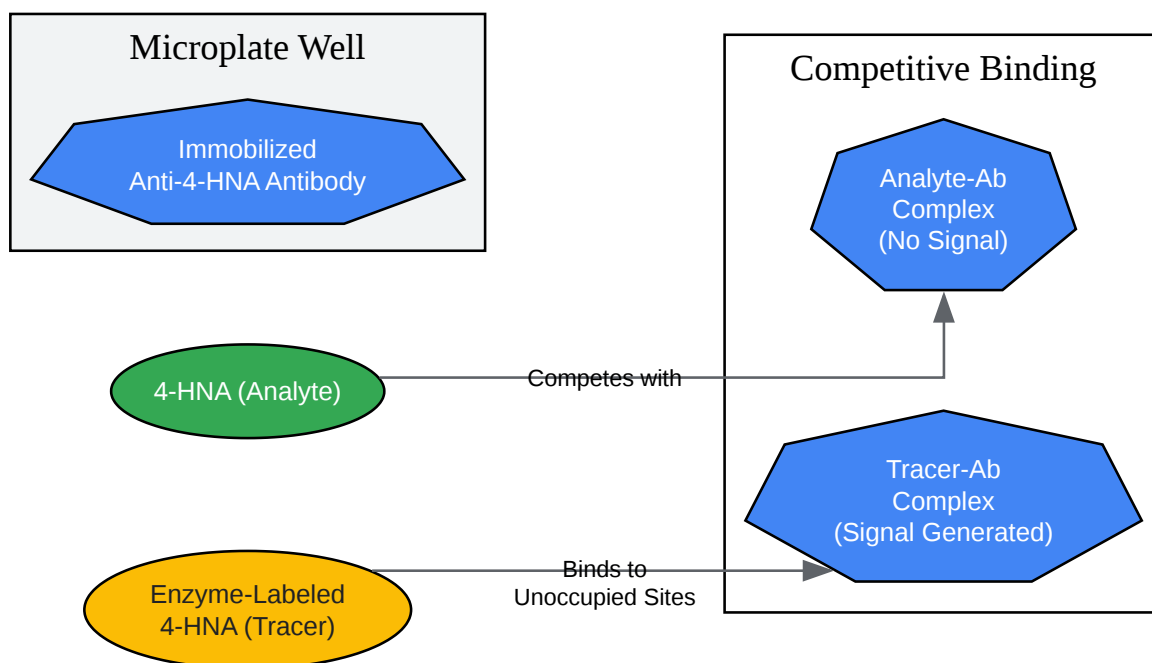 Microplate Well
Immobilized
Anti-4-HNA Antibody
Competitive Binding
Analyte-Ab
Complex
(No Signal)
4-HNA (Analyte)
Competes with
Tracer-Ab
Complex
(Signal Generated)
Enzyme-Labeled
4-HNA (Tracer)
Binds to
Unoccupied Sites